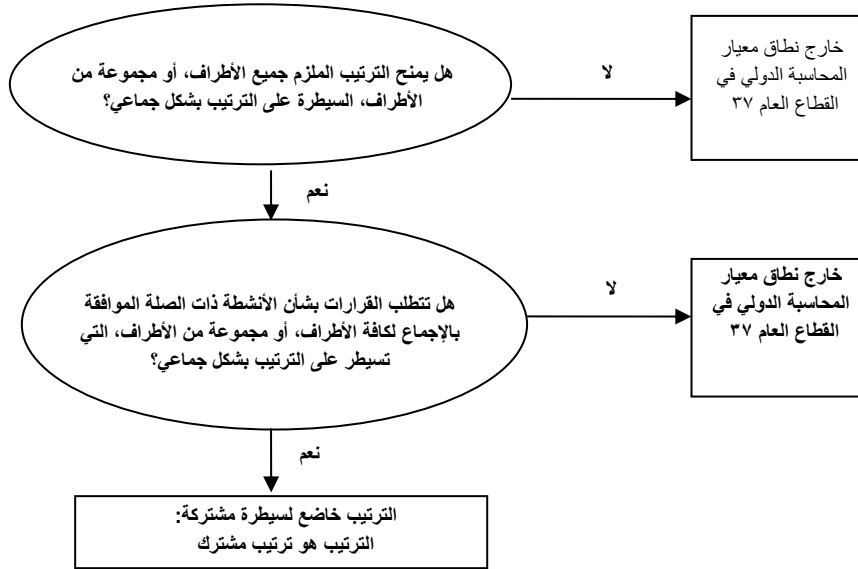 هل يمنح الترتيب الملزم جميع الأطراف، أو مجموعة من
الأطراف، السيطرة على الترتيب بشكل جماعي؟
لا
خارج نطاق معيار
المحاسبة الدولي في
القطاع العام ٣٧
نعم
هل تتطلب القرارات بشأن الأنشطة ذات الصلة الموافقة
بالإجماع لكافة الأطراف، أو مجموعة من الأطراف، التي
تسيطر على الترتيب بشكل جماعي؟
لا
خارج نطاق معيار
المحاسبة الدولي في
القطاع العام ٣٧
نعم
الترتيب خاضع لسيطرة مشتركة:
الترتيب هو ترتيب مشترك